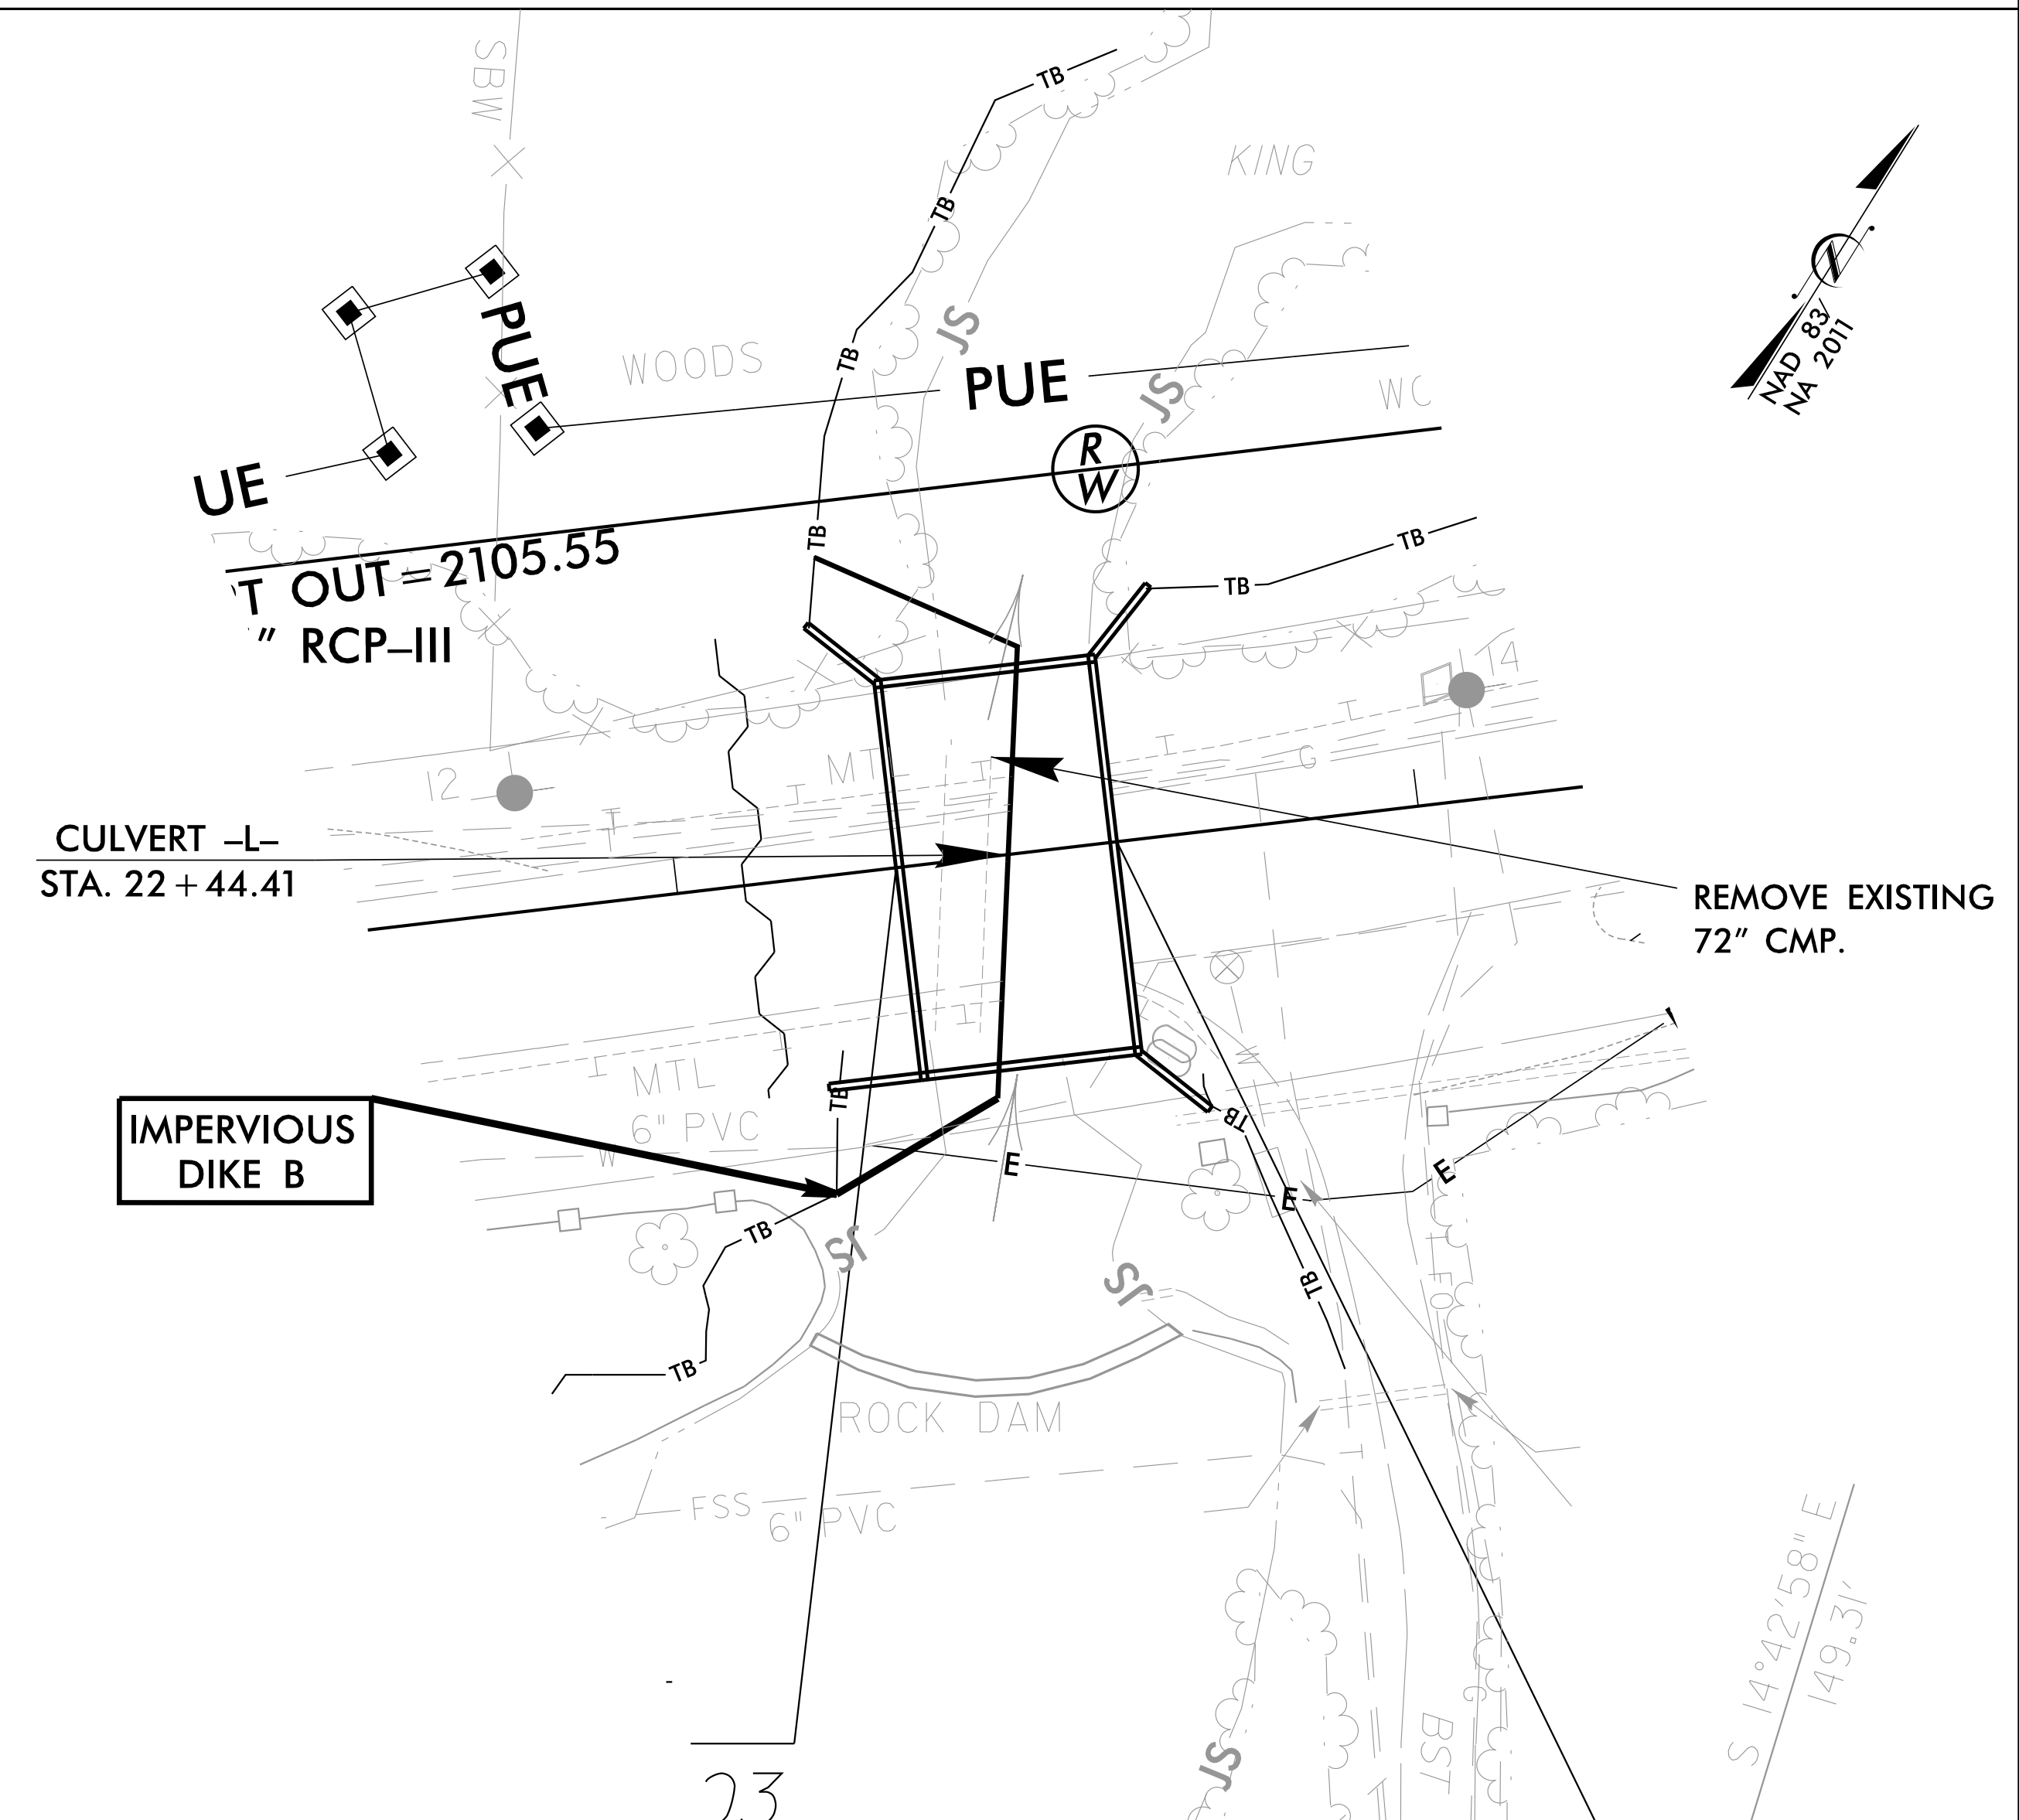 SBW
TB
KING
TB
JS
PUE
NAD 83
NA 2011
WOODS
TB
PUE
JS
WC
R
W
UE
TB
TB
T OUT=2105.55
TB
" RCP-III
14
T
T
G
MTL
T
T
12
T
CULVERT -L-
STA. 22+44.41
REMOVE EXISTING
72" CMP.
T
T
T
W
MTL
TB
6" PVC
TB
IMPERVIOUS
DIKE B
W
E
E
E
TB
JS
JS
TB
TB
ROCK DAM
FSS
6" PVC
S 14°42'58" E
149.31'
G
BST
JS
23